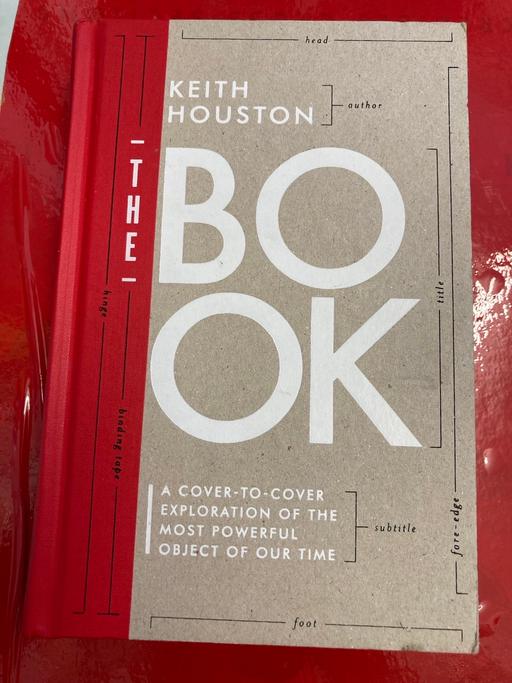 head
KEITH
HOUSTON
author
– THE –
BO
OK
title
hinge
binding tape
A COVER-TO-COVER
EXPLORATION OF THE
MOST POWERFUL
OBJECT OF OUR TIME
subtitle
fore-edge
foot